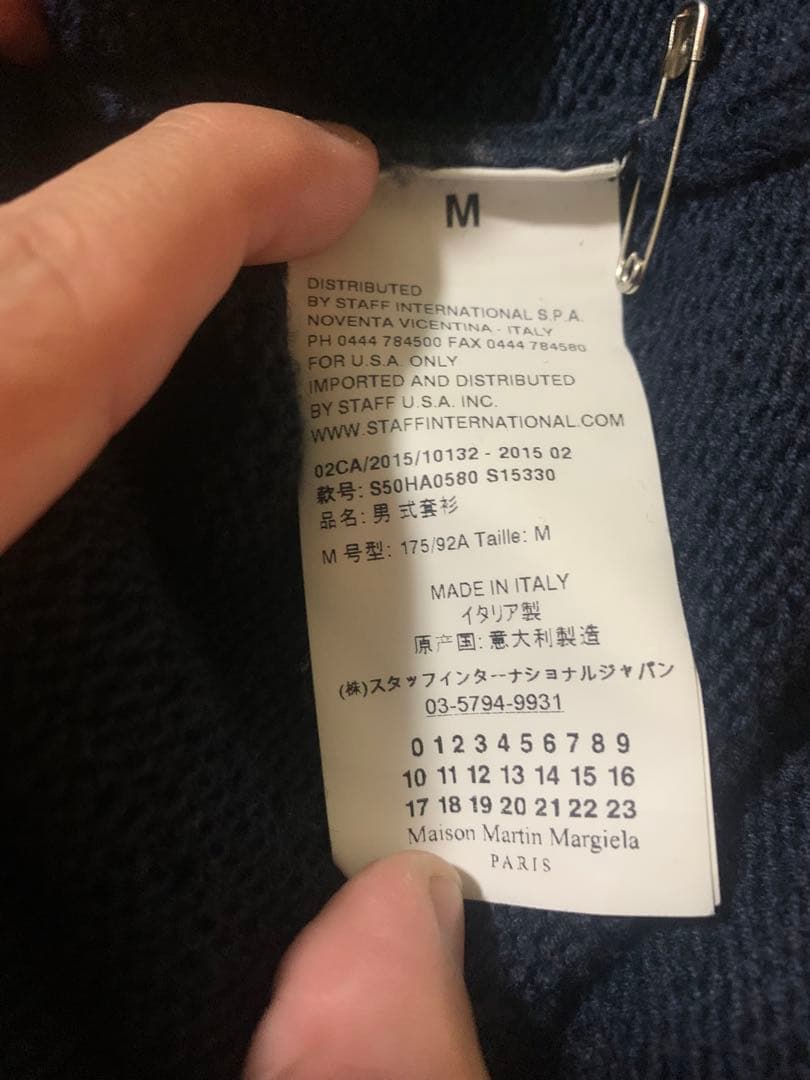 M
DISTRIBUTED
BY STAFF INTERNATIONAL S.P.A.
NOVENTA VICENTINA - ITALY
PH 0444 784500 FAX 0444 784580
FOR U.S.A. ONLY
IMPORTED AND DISTRIBUTED
BY STAFF U.S.A. INC.
WWW.STAFFINTERNATIONAL.COM
02CA/2015/10132 - 2015 02
款号: S50HA0580 S15330
品名: 男 式套衫
M 号型: 175/92A Taille: M
MADE IN ITALY
イタリア製
原产国: 意大利製造
(株)スタッフインターナショナルジャパン
03-5794-9931
0 1 2 3 4 5 6 7 8 9
10 11 12 13 14 15 16
17 18 19 20 21 22 23
Maison Martin Margiela
PARIS